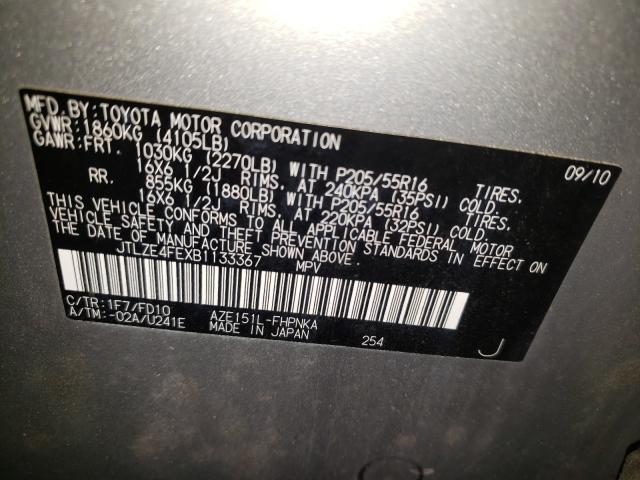 MFD.BY:TOYOTA MOTOR CORPORATION 09/10
GVWR:1860KG (4105LB)
GAWR:FRT. 1030KG (2270LB) WITH P205/55R16 TIRES.
16X6 1/2J RIMS, AT 240KPA (35PSI) COLD.
RR. 855KG (1880LB) WITH P205/55R16 TIRES.
16X6 1/2J RIMS, AT 220KPA (32PSI) COLD.
THIS VEHICLE CONFORMS TO ALL APPLICABLE FEDERAL MOTOR
VEHICLE SAFETY AND THEFT PREVENTION STANDARDS IN EFFECT ON
THE DATE OF MANUFACTURE SHOWN ABOVE.
JTLZE4FEXB1133367 MPV
C/TR:1F7/FD10 AZE151L-FHPNKA
A/TM:-02A/U241E MADE IN JAPAN 254 J